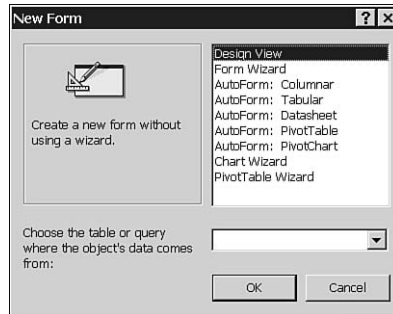 New Form
Create a new form without
using a wizard.
Design View
Form Wizard
AutoForm: Columnar
AutoForm: Tabular
AutoForm: Datasheet
AutoForm: PivotTable
AutoForm: PivotChart
Chart Wizard
PivotTable Wizard
Choose the table or query
where the object's data comes
from:
OK
Cancel